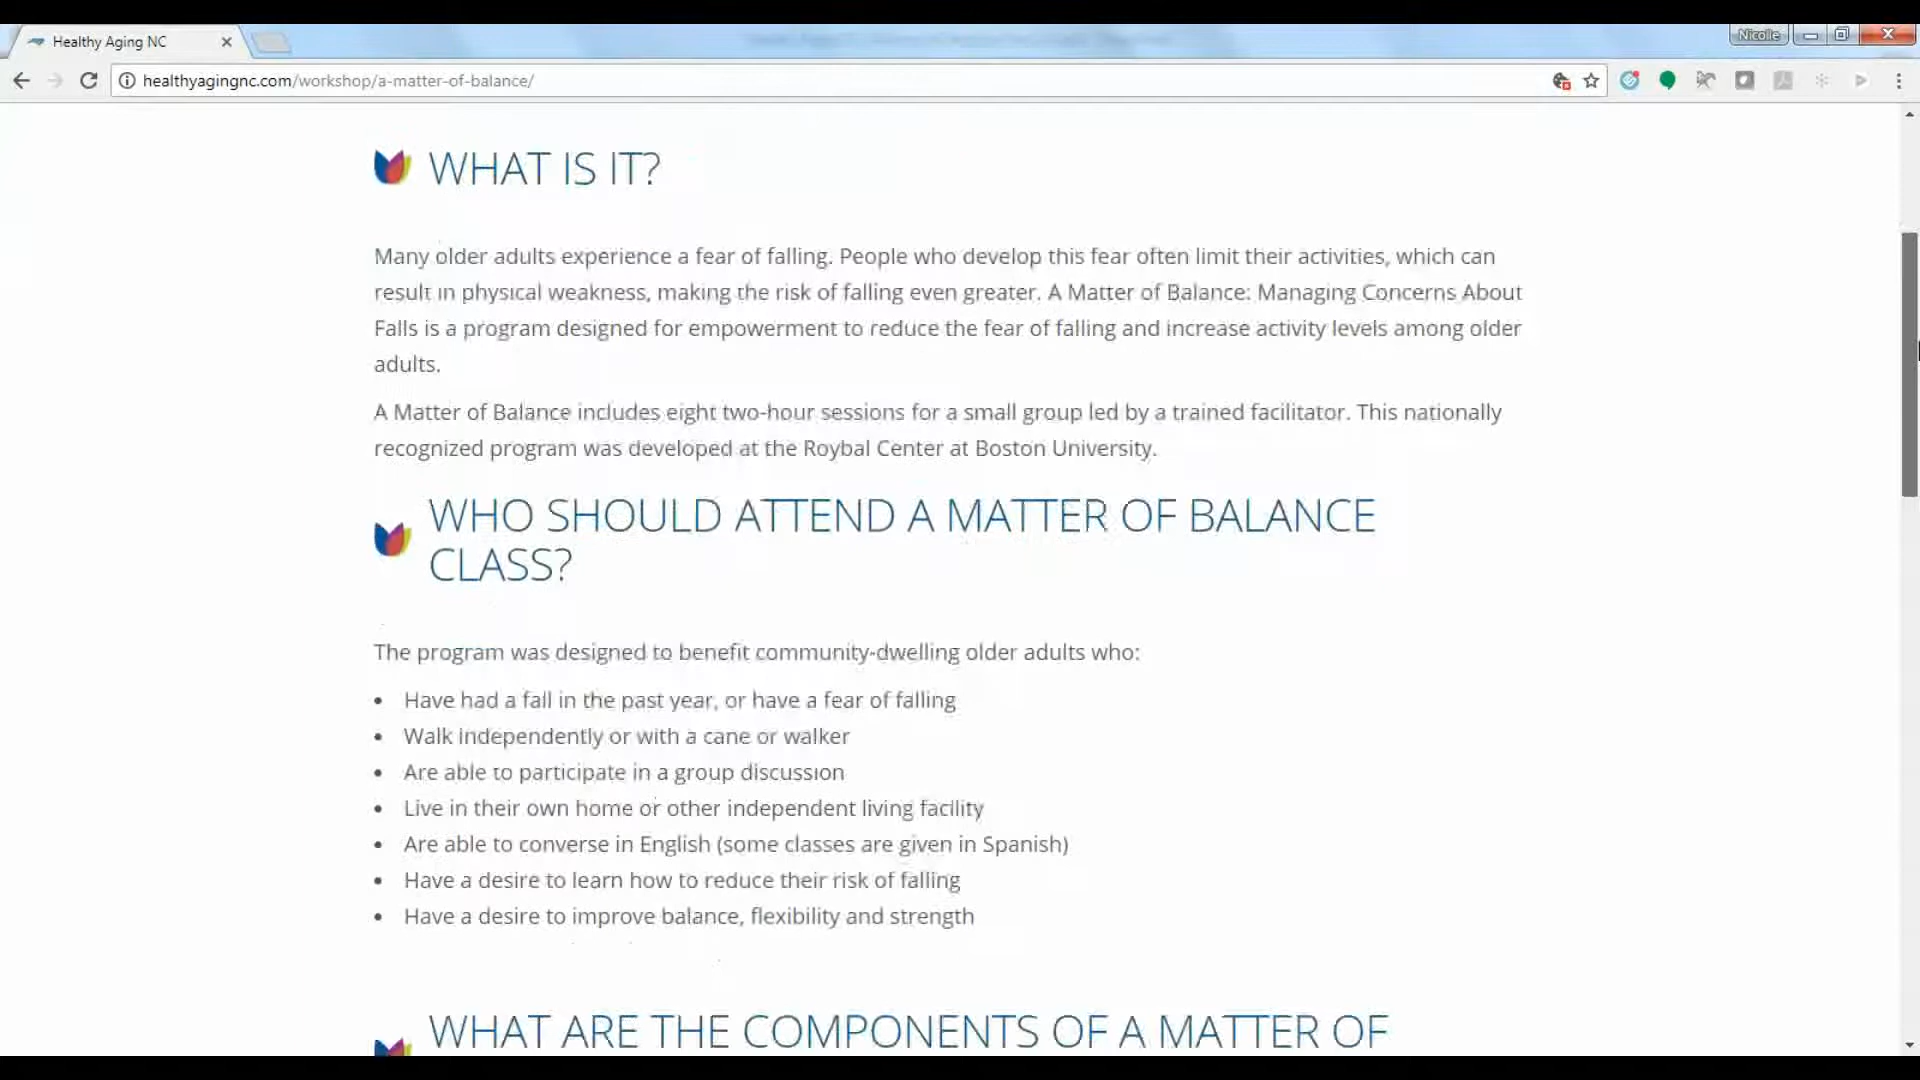 Healthy Aging NC
Nicolle
healthyagingnc.com/workshop/a-matter-of-balance/
WHAT IS IT?
Many older adults experience a fear of falling. People who develop this fear often limit their activities, which can
result in physical weakness, making the risk of falling even greater. A Matter of Balance: Managing Concerns About
Falls is a program designed for empowerment to reduce the fear of falling and increase activity levels among older
adults.
A Matter of Balance includes eight two-hour sessions for a small group led by a trained facilitator. This nationally
recognized program was developed at the Roybal Center at Boston University.
WHO SHOULD ATTEND A MATTER OF BALANCE
CLASS?
The program was designed to benefit community-dwelling older adults who:
• Have had a fall in the past year, or have a fear of falling
• Walk independently or with a cane or walker
• Are able to participate in a group discussion
• Live in their own home or other independent living facility
• Are able to converse in English (some classes are given in Spanish)
• Have a desire to learn how to reduce their risk of falling
• Have a desire to improve balance, flexibility and strength
WHAT ARE THE COMPONENTS OF A MATTER OF